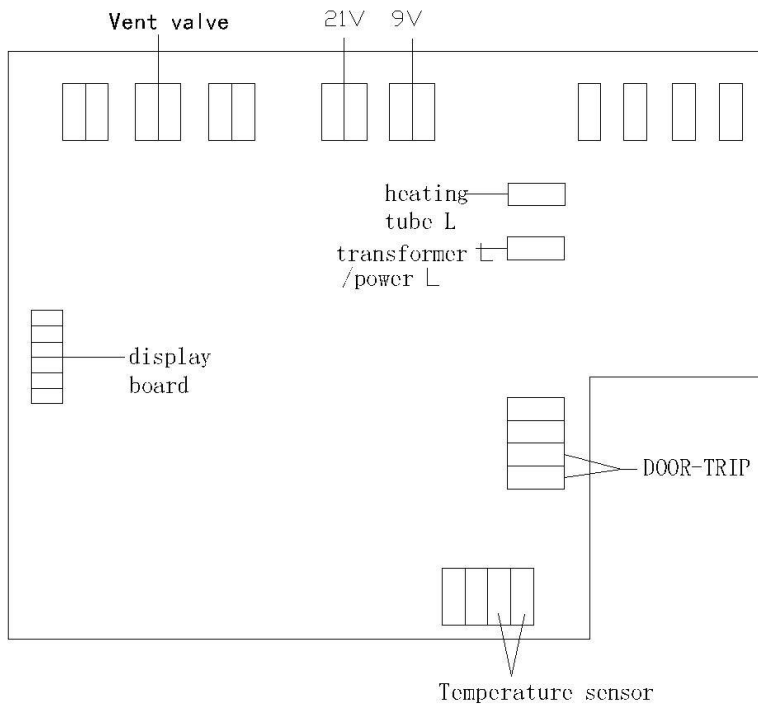 Vent valve
21V 9V
heating
tube L
transformer L
/power L
display
board
DOOR-TRIP
Temperature sensor